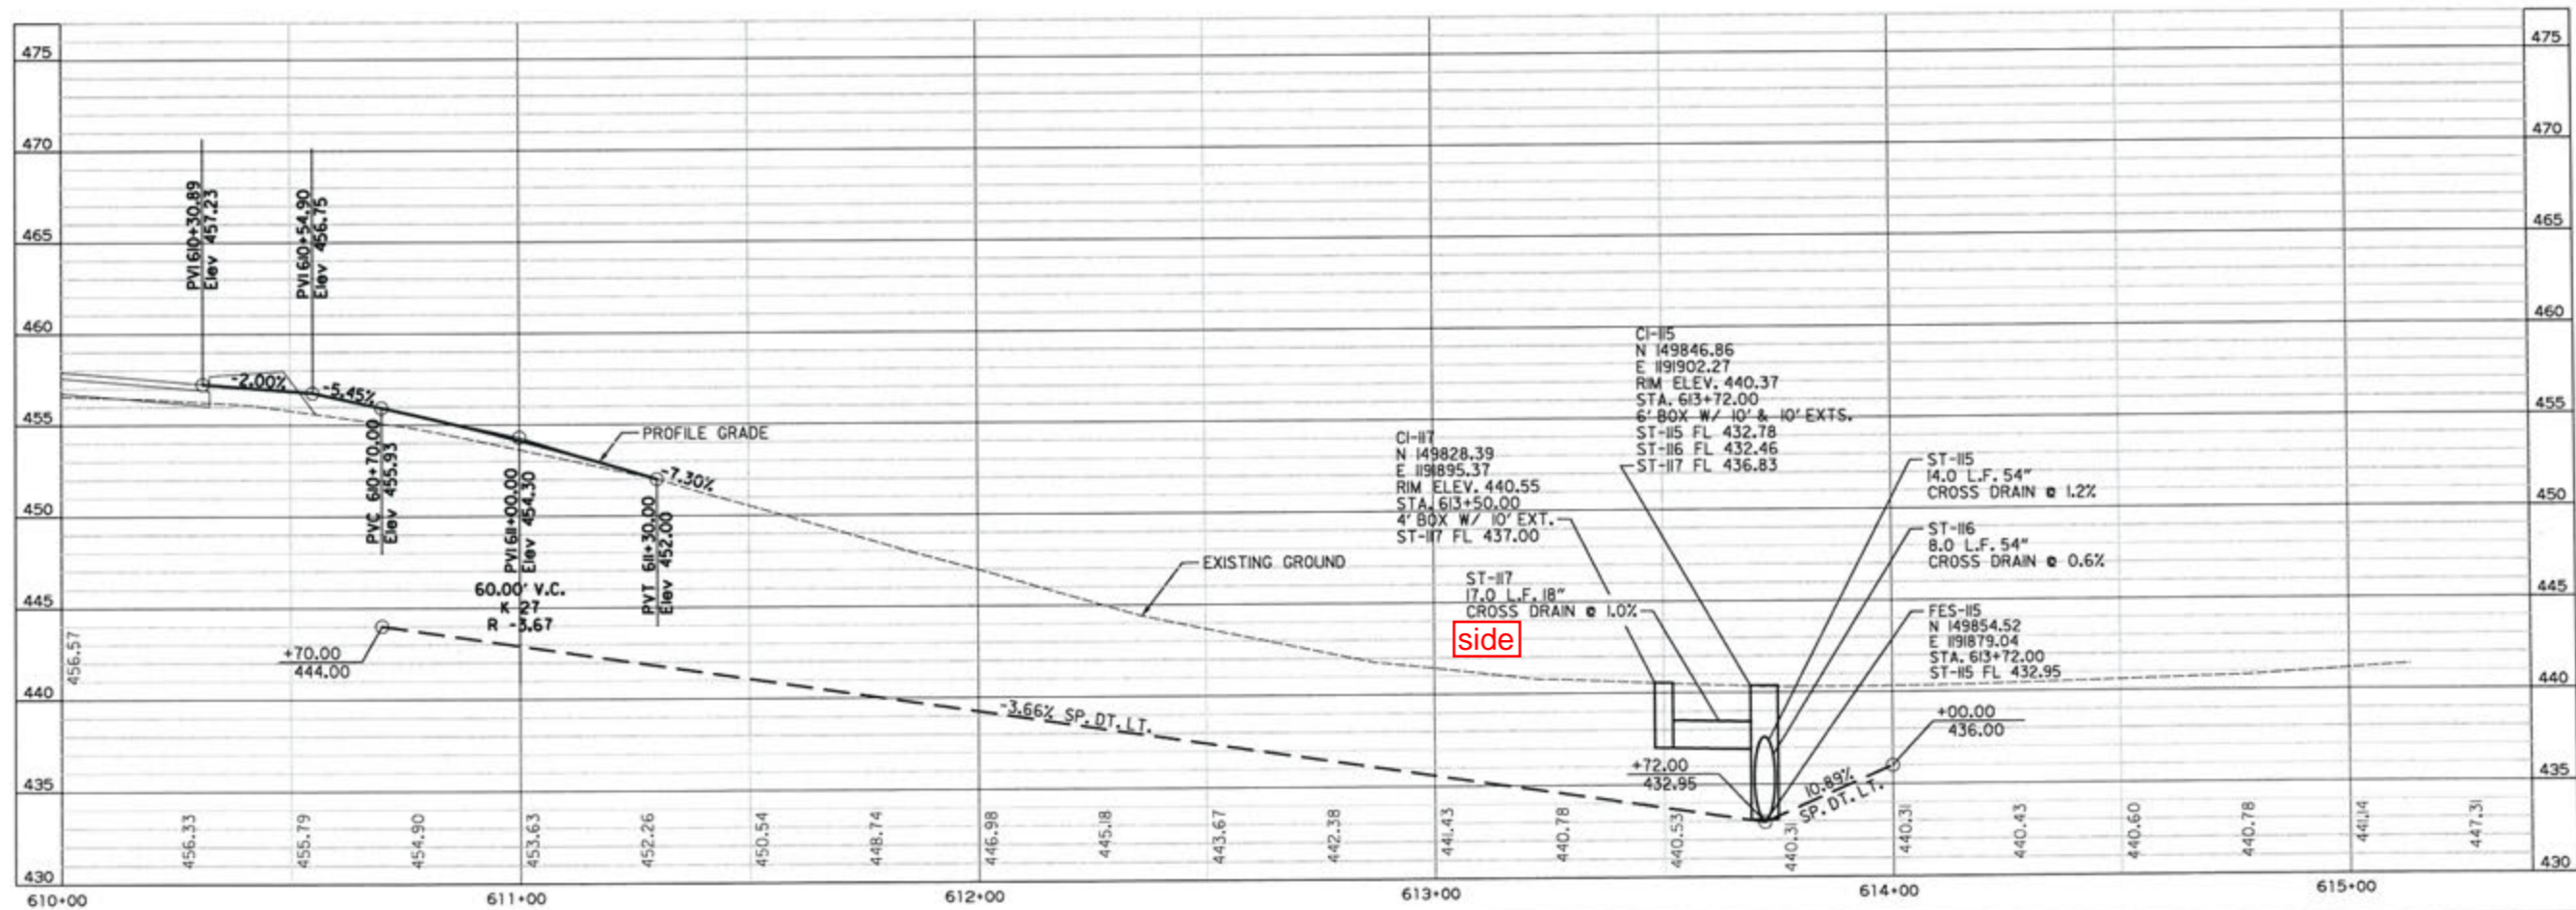 475
470
465
460
455
450
445
440
435
430
475
470
465
460
455
450
445
440
435
430
PVI 610+30.89
Elev 457.23
PVI 610+54.90
Elev 456.75
-2.00%
-5.45%
PVC 610+70.00
Elev 455.93
PVI 611+00.00
Elev 454.30
60.00' V.C.
K 27
R -3.67
PVT 611+30.00
Elev 452.00
PROFILE GRADE
-7.30%
+70.00
444.00
-3.66% SP. DT. LT.
EXISTING GROUND
CI-117
N 149828.39
E 1191895.37
RIM ELEV. 440.55
STA. 613+50.00
4' BOX W/ 10' EXT.
ST-117 FL 437.00
ST-117
17.0 L.F. 18"
CROSS DRAIN @ 1.0%
side
CI-115
N 149846.86
E 1191902.27
RIM ELEV. 440.37
STA. 613+72.00
6' BOX W/ 10' & 10' EXTS.
ST-115 FL 432.78
ST-116 FL 432.46
ST-117 FL 436.83
ST-115
14.0 L.F. 54"
CROSS DRAIN @ 1.2%
ST-116
8.0 L.F. 54"
CROSS DRAIN @ 0.6%
FES-115
N 149854.52
E 1191879.04
STA. 613+72.00
ST-115 FL 432.95
+00.00
436.00
+72.00
432.95
10.89%
SP. DT. LT.
456.57
456.33
455.79
454.90
453.63
452.26
450.54
448.74
446.98
445.18
443.67
442.38
441.43
440.78
440.53
440.31
440.31
440.43
440.60
440.78
441.14
447.31
610+00
611+00
612+00
613+00
614+00
615+00